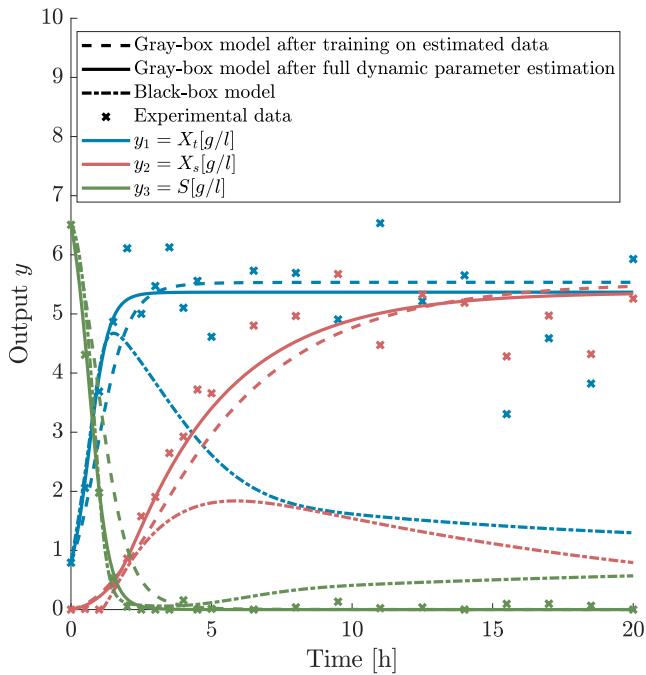 10
9
8
7
6
5
4
3
2
1
0
Output y
Gray-box model after training on estimated data
Gray-box model after full dynamic parameter estimation
Black-box model
Experimental data
y₁ = Xₜ[g/l]
y₂ = Xₛ[g/l]
y₃ = S[g/l]
0 5 10 15 20
Time [h]